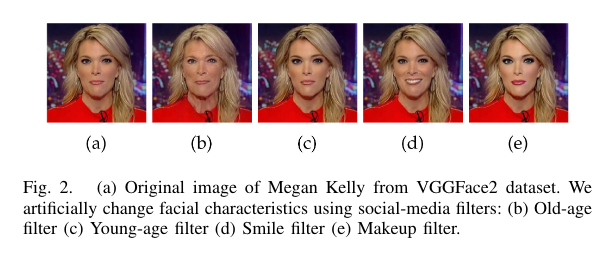 (a) (b) (c) (d) (e)
Fig. 2. (a) Original image of Megan Kelly from VGGFace2 dataset. We
artificially change facial characteristics using social-media filters: (b) Old-age
filter (c) Young-age filter (d) Smile filter (e) Makeup filter.